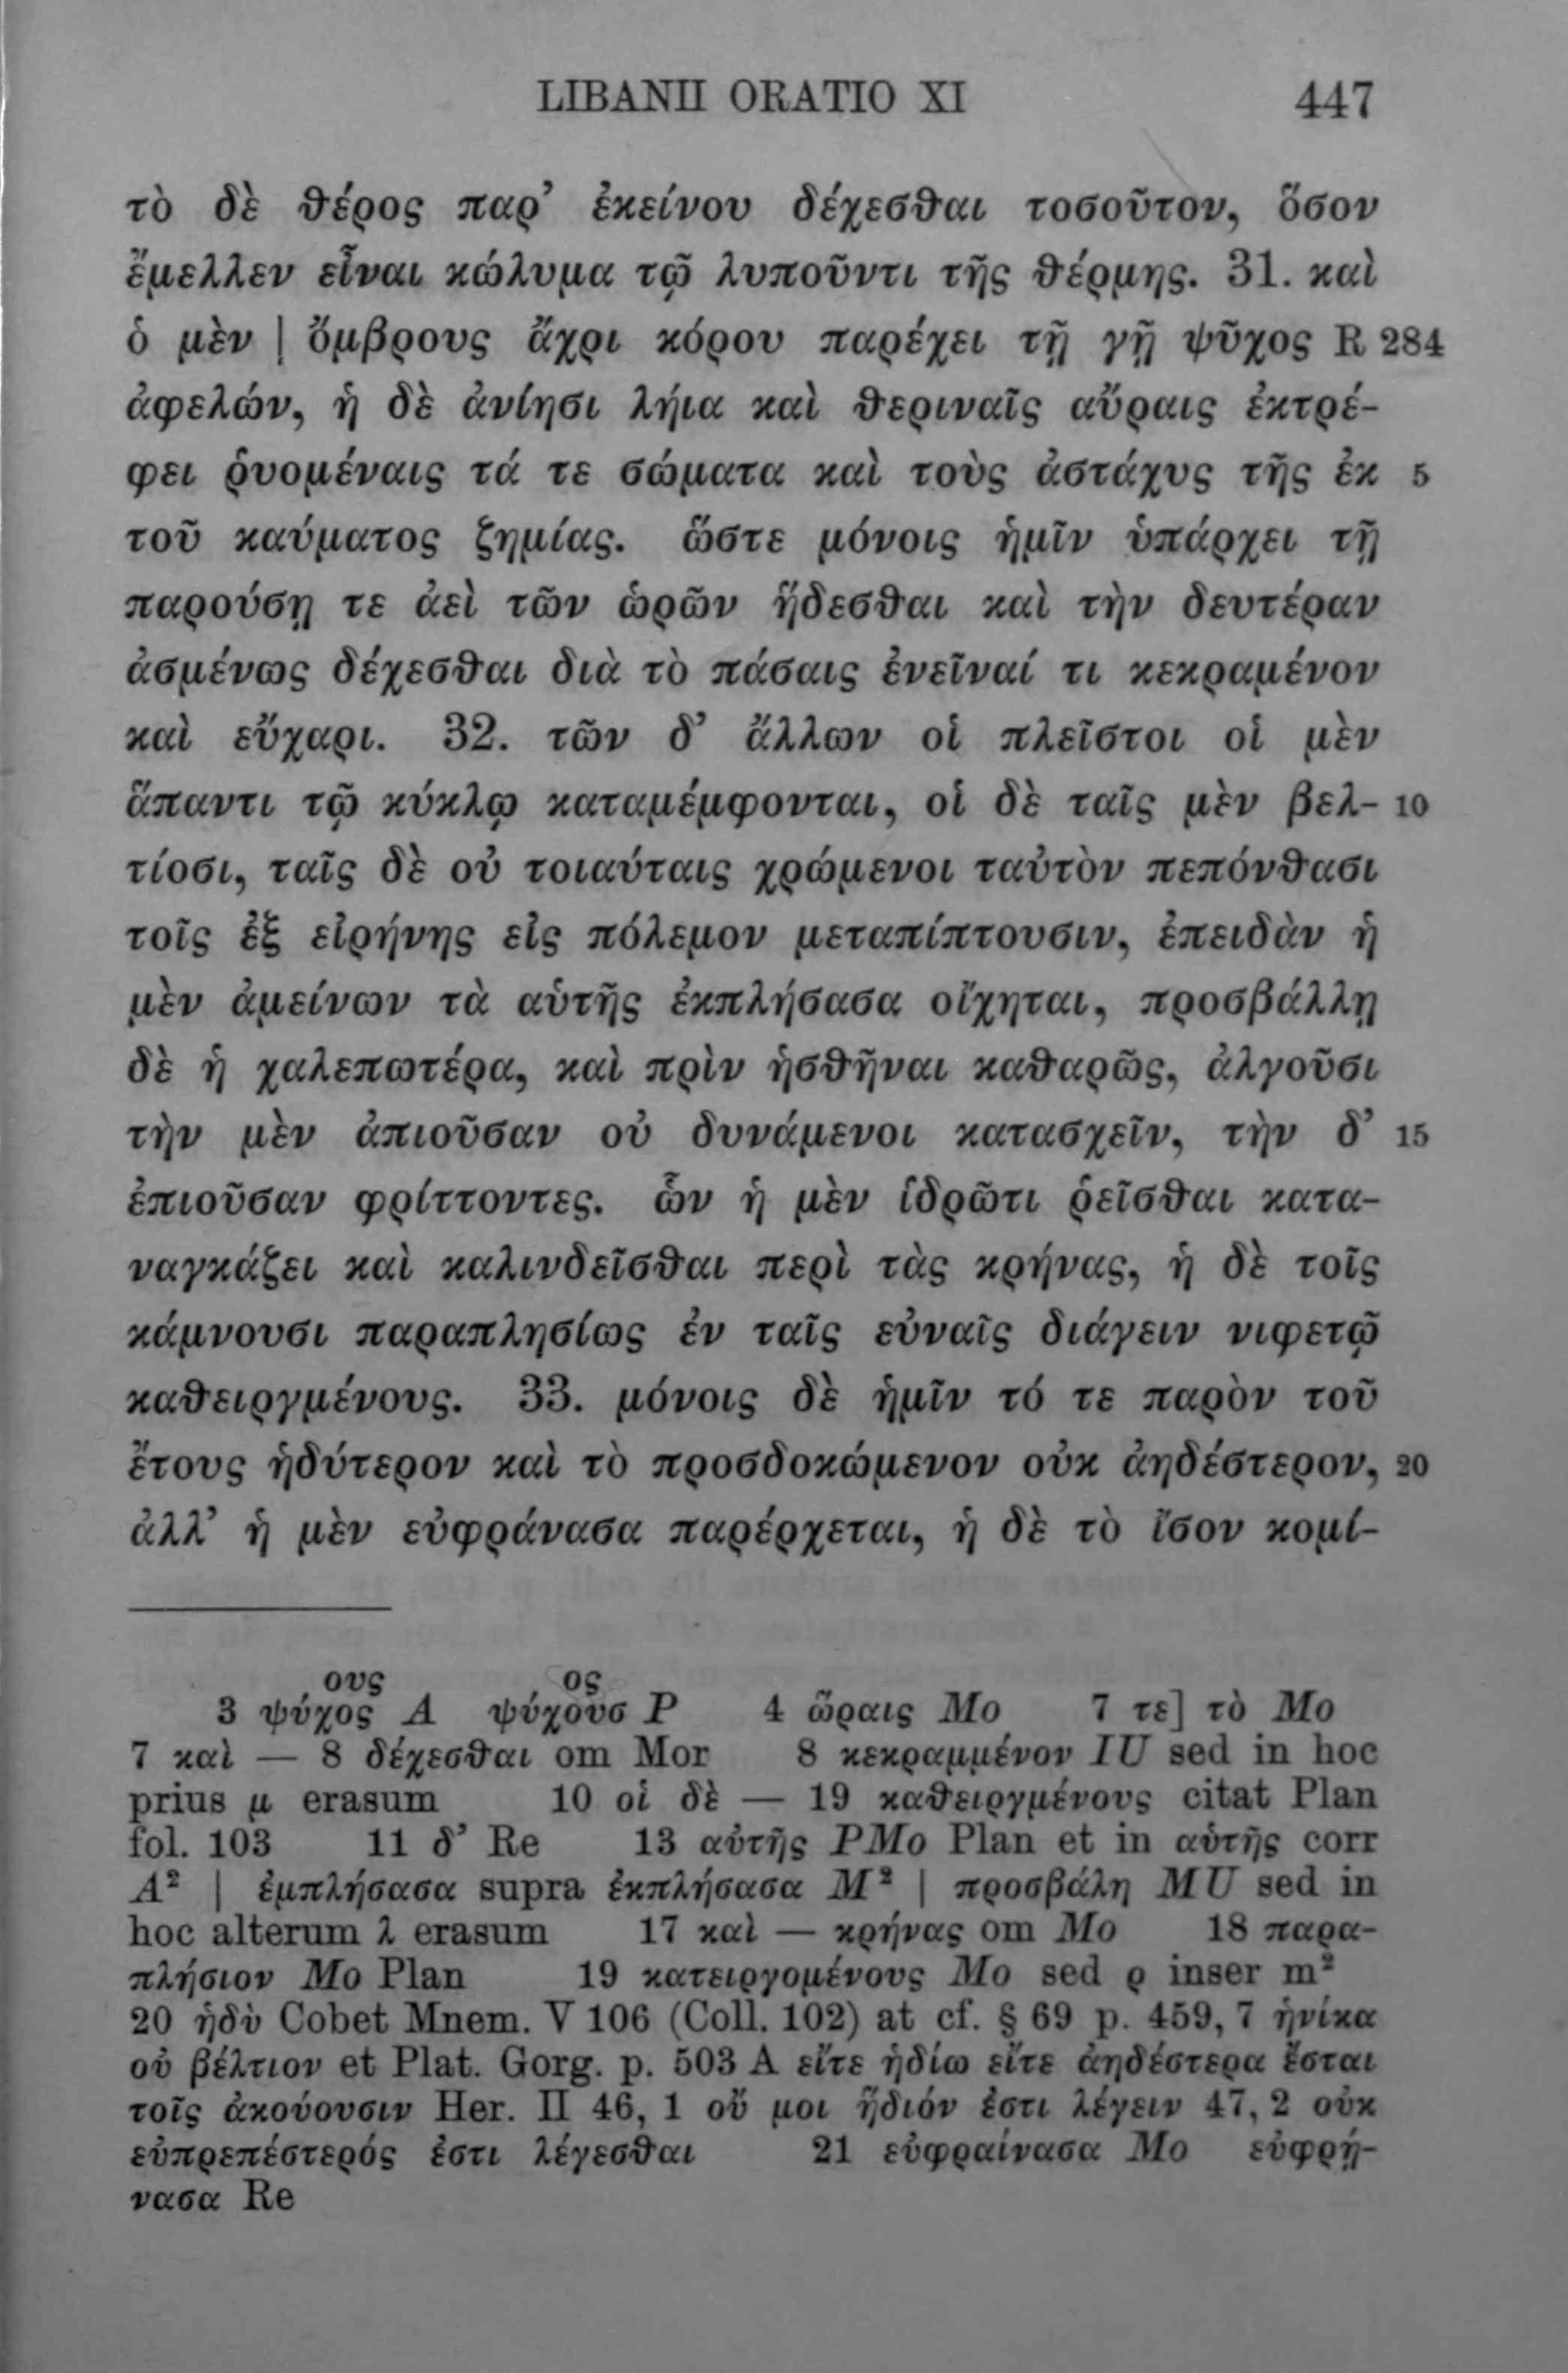 LIBANII ORATIO XI 447
τὸ δὲ θέρος παρ’ ἐκείνου δέχεσθαι τοσοῦτον, ὅσον
ἔμελλεν εἶναι κώλυμα τῷ λυποῦντι τῆς θέρμης. 31. καὶ
ὁ μὲν | ὄμβρους ἄχρι κόρου παρέχει τῇ γῇ ψῦχος R 284
ἀφελών, ἡ δὲ ἀνίησι λήια καὶ θεριναῖς αὔραις ἐκτρέ-
φει ῥυομέναις τά τε σώματα καὶ τοὺς ἀστάχυς τῆς ἐκ 5
τοῦ καύματος ζημίας. ὥστε μόνοις ἡμῖν ὑπάρχει τῇ
παρούσῃ τε ἀεὶ τῶν ὡρῶν ἥδεσθαι καὶ τὴν δευτέραν
ἀσμένως δέχεσθαι διὰ τὸ πάσαις ἐνεῖναί τι κεκραμένον
καὶ εὔχαρι. 32. τῶν δ’ ἄλλων οἱ πλεῖστοι οἱ μὲν
ἅπαντι τῷ κύκλῳ καταμέμφονται, οἱ δὲ ταῖς μὲν βελ- 10
τίοσι, ταῖς δὲ οὐ τοιαύταις χρώμενοι ταὐτὸν πεπόνθασι
τοῖς ἐξ εἰρήνης εἰς πόλεμον μεταπίπτουσιν, ἐπειδὰν ἡ
μὲν ἀμείνων τὰ αὑτῆς ἐκπλήσασα οἴχηται, προσβάλλῃ
δὲ ἡ χαλεπωτέρα, καὶ πρὶν ἡσθῆναι καθαρῶς, ἀλγοῦσι
τὴν μὲν ἀπιοῦσαν οὐ δυνάμενοι κατασχεῖν, τὴν δ’ 15
ἐπιοῦσαν φρίττοντες. ὧν ἡ μὲν ἱδρῶτι ῥεῖσθαι κατα-
ναγκάζει καὶ καλινδεῖσθαι περὶ τὰς κρήνας, ἡ δὲ τοῖς
κάμνουσι παραπλησίως ἐν ταῖς εὐναῖς διάγειν νιφετῷ
καθειργμένους. 33. μόνοις δὲ ἡμῖν τό τε παρὸν τοῦ
ἔτους ἡδύτερον καὶ τὸ προσδοκώμενον οὐκ ἀηδέστερον, 20
ἀλλ’ ἡ μὲν εὐφράνασα παρέρχεται, ἡ δὲ τὸ ἴσον κομί-
ους ος
3 ψύχος A ψύχουσ P 4 ὥραις Mo 7 τε] τὸ Mo
7 καὶ — 8 δέχεσθαι om Mor 8 κεκραμμένον IU sed in hoc
prius μ erasum 10 οἱ δὲ — 19 καθειργμένους citat Plan
fol. 103 11 δ’ Re 13 αὐτῆς PMo Plan et in αὑτῆς corr
A² | ἐμπλήσασα supra ἐκπλήσασα M² | προσβάλη MU sed in
hoc alterum λ erasum 17 καὶ — κρήνας om Mo 18 παρα-
πλήσιον Mo Plan 19 κατειργομένους Mo sed ρ inser m²
20 ἡδὺ Cobet Mnem. V 106 (Coll. 102) at cf. § 69 p. 459, 7 ἡνίκα
οὐ βέλτιον et Plat. Gorg. p. 503 A εἴτε ἡδίω εἴτε ἀηδέστερα ἔσται
τοῖς ἀκούουσιν Her. II 46, 1 οὔ μοι ἥδιόν ἐστι λέγειν 47, 2 οὐκ
εὐπρεπέστερός ἐστι λέγεσθαι 21 εὐφραίνασα Mo εὐφρή-
νασα Re